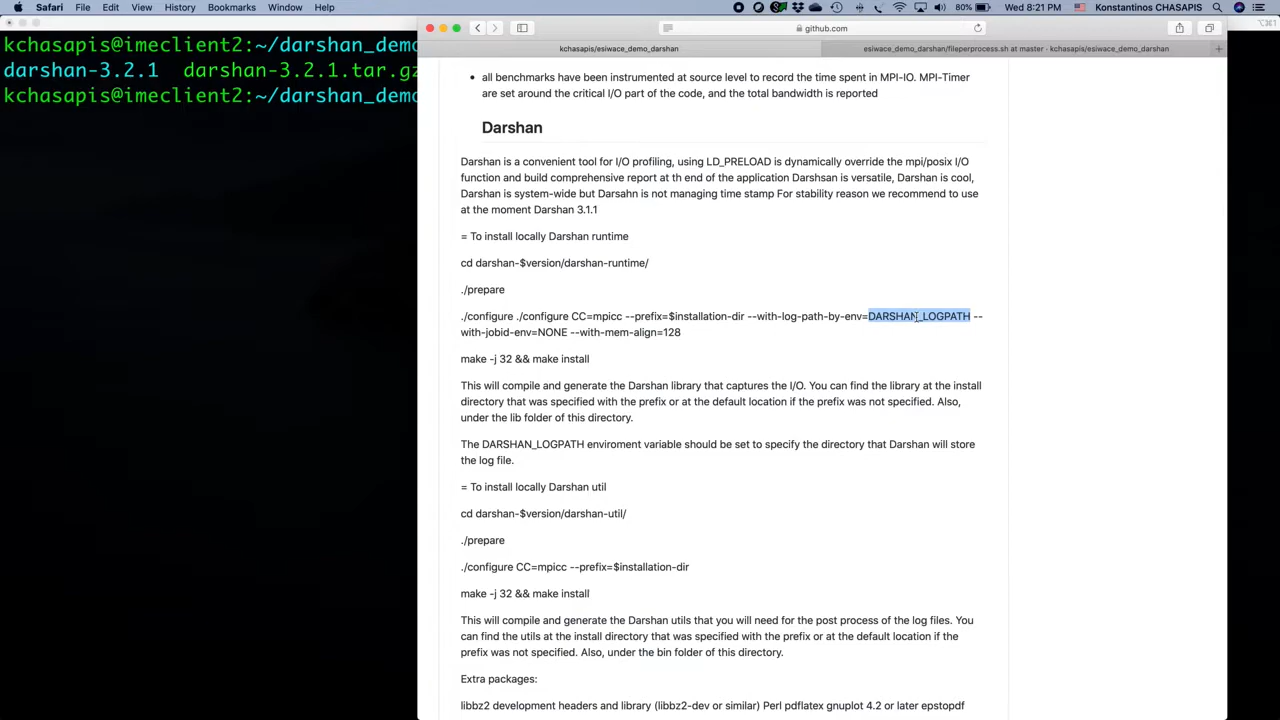 Safari File Edit View History Bookmarks Window Help 80% Wed 8:21 PM Konstantinos CHASAPIS
github.com
kchasapis/esiwace_darshan
esiwace_demo_darshan/fileperprocess.sh at master · kchasapis/esiwace_demo_darshan
kchasapis@imeclient2:~/darshan_demo
darshan-3.2.1 darshan-3.2.1.tar.gz
kchasapis@imeclient2:~/darshan_demo
all benchmarks have been instrumented at source level to record the time spent in MPI-IO. MPI-Timer
are set around the critical I/O part of the code, and the total bandwidth is reported
Darshan
Darshan is a convenient tool for I/O profiling, using LD_PRELOAD is dynamically override the mpi/posix I/O
function and build comprehensive report at th end of the application Darshsan is versatile, Darshan is cool,
Darshan is system-wide but Darsahn is not managing time stamp For stability reason we recommend to use
at the moment Darshan 3.1.1
= To install locally Darshan runtime
cd darshan-$version/darshan-runtime/
./prepare
./configure ./configure CC=mpicc --prefix=$installation-dir --with-log-path-by-env=DARSHAN_LOGPATH --
with-jobid-env=NONE --with-mem-align=128
make -j 32 && make install
This will compile and generate the Darshan library that captures the I/O. You can find the library at the install
directory that was specified with the prefix or at the default location if the prefix was not specified. Also,
under the lib folder of this directory.
The DARSHAN_LOGPATH enviroment variable should be set to specify the directory that Darshan will store
the log file.
= To install locally Darshan util
cd darshan-$version/darshan-util/
./prepare
./configure CC=mpicc --prefix=$installation-dir
make -j 32 && make install
This will compile and generate the Darshan utils that you will need for the post process of the log files. You
can find the utils at the install directory that was specified with the prefix or at the default location if the
prefix was not specified. Also, under the bin folder of this directory.
Extra packages:
libbz2 development headers and library (libbz2-dev or similar) Perl pdflatex gnuplot 4.2 or later epstopdf